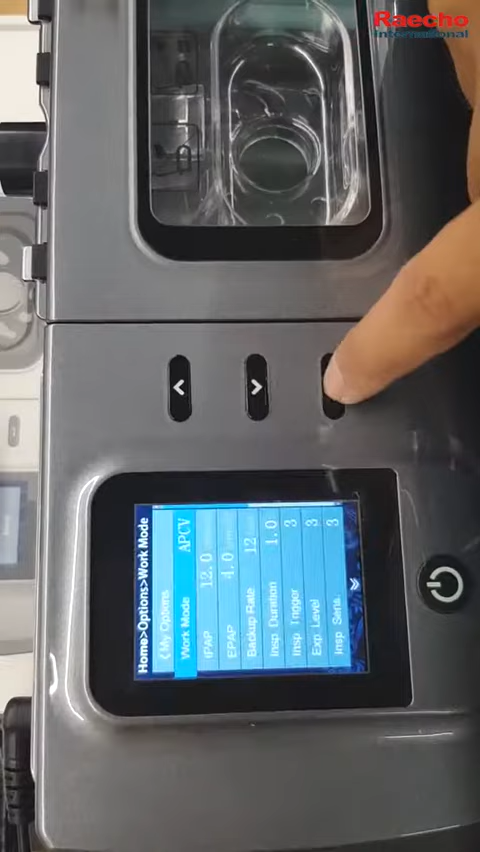 Raecho
International
Home>Options>Work Mode
My Options
Work Mode APCV
IPAP 12.0
EPAP 4.0
Backup Rate 12
Insp Duration 1.0
Insp Trigger 3
Exp Level 3
Insp Sens. 3